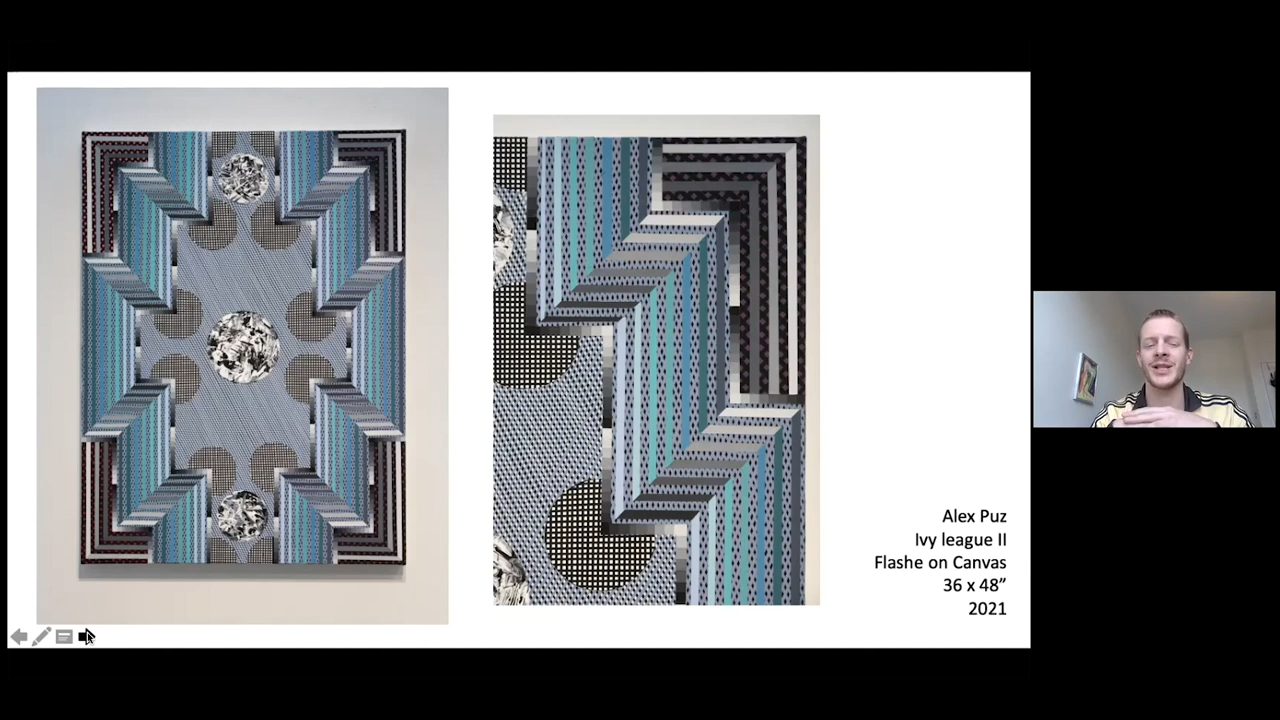 Alex Puz
Ivy league II
Flashe on Canvas
36 x 48”
2021